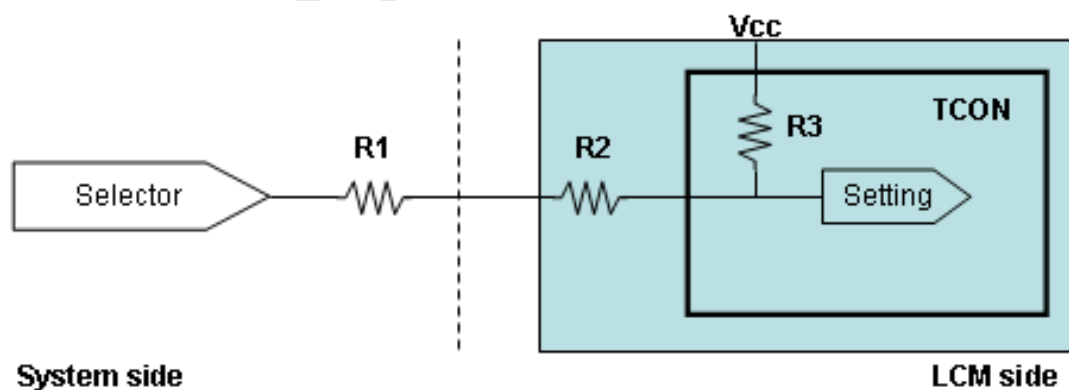 Vcc
TCON
R3
R1
R2
Selector
Setting
System side
LCM side